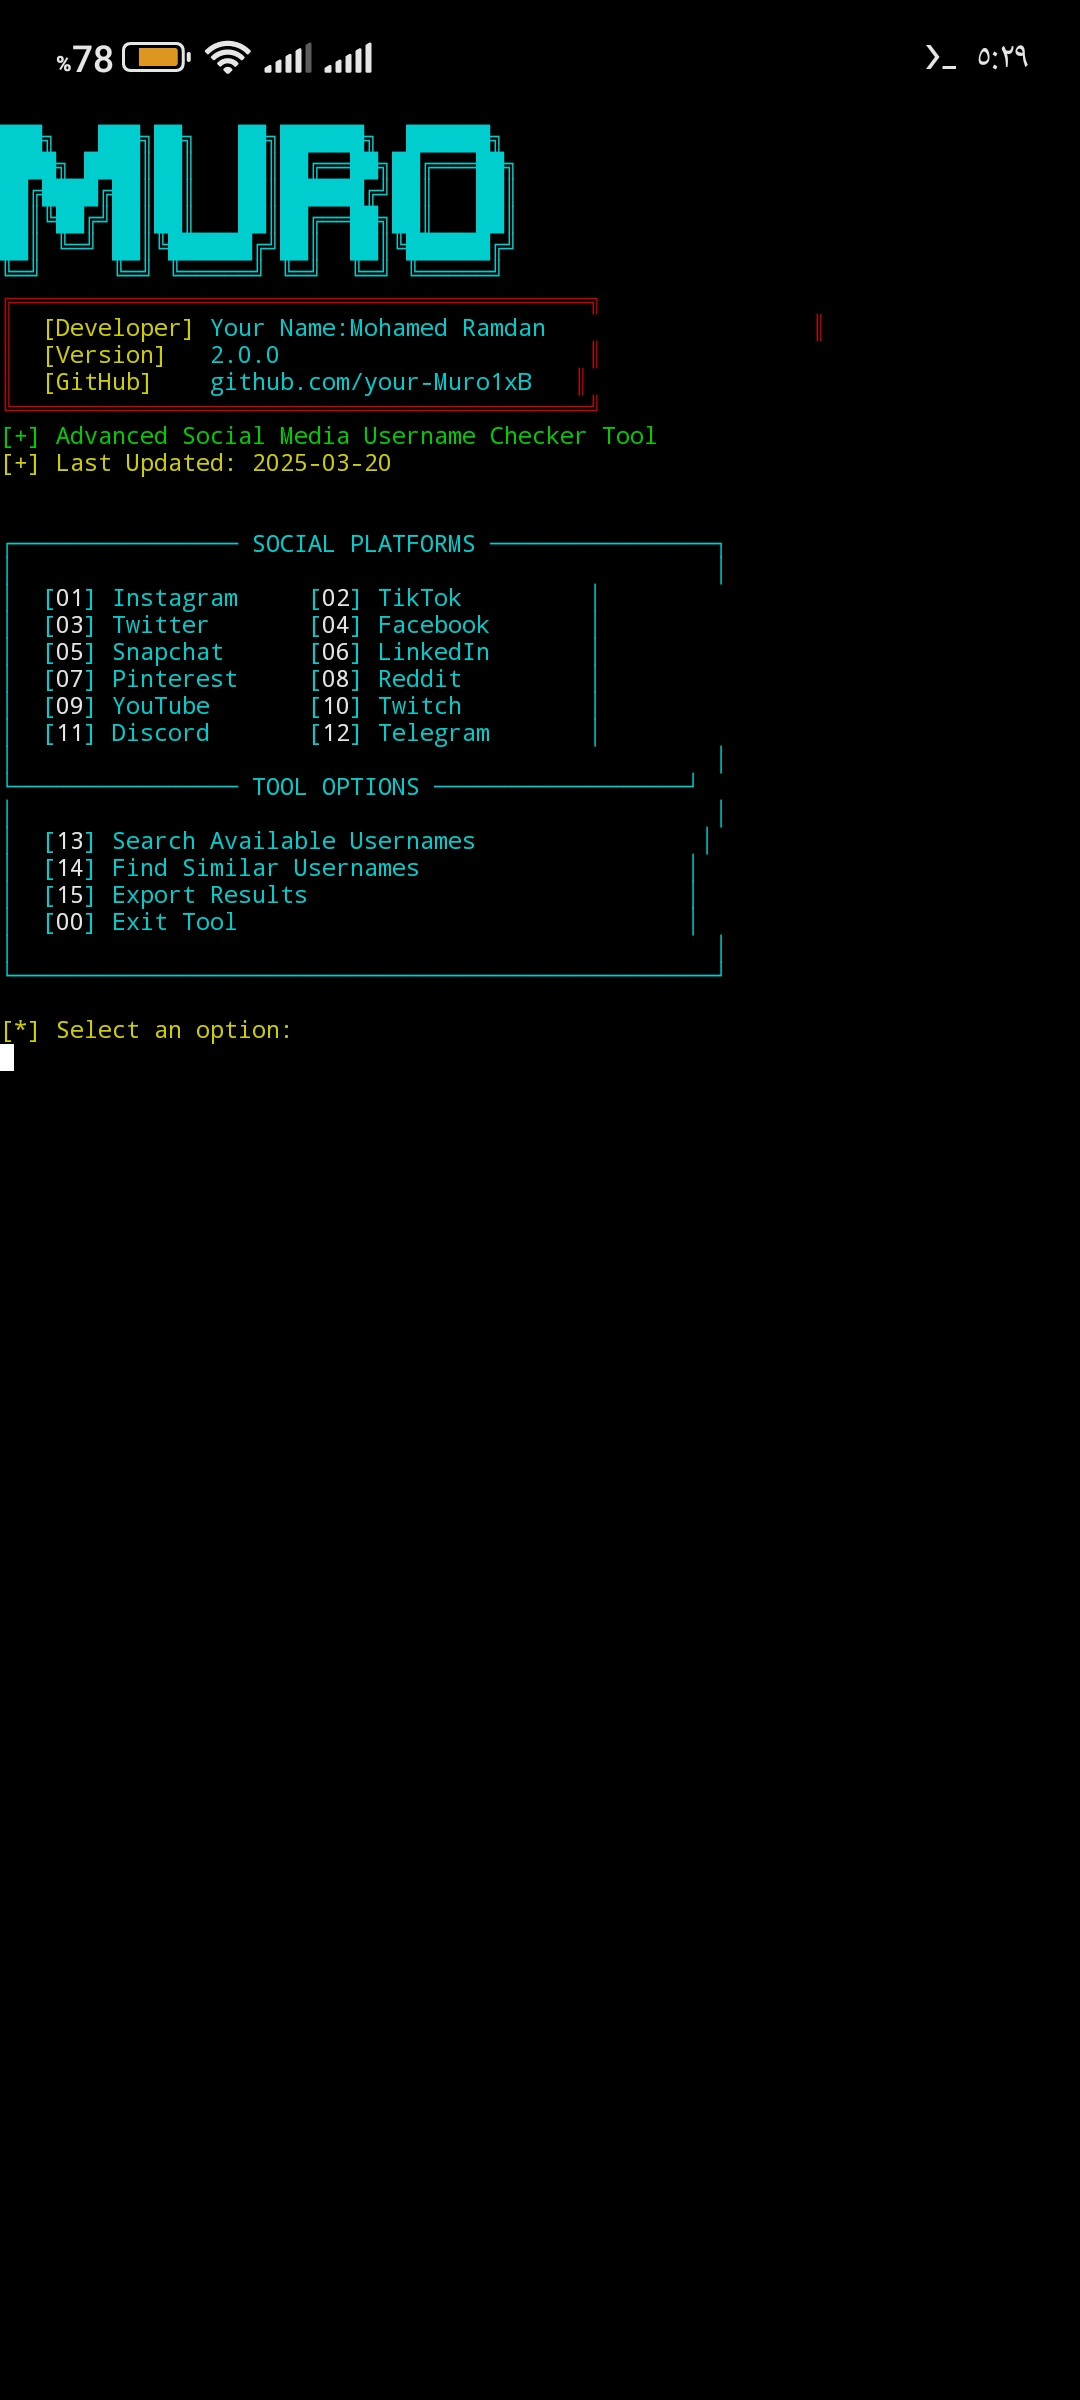 %78 ٥:٢٩
MURO
[Developer] Your Name:Mohamed Ramdan
[Version] 2.0.0
[GitHub] github.com/your-Muro1xB
[+] Advanced Social Media Username Checker Tool
[+] Last Updated: 2025-03-20
SOCIAL PLATFORMS
[01] Instagram [02] TikTok
[03] Twitter [04] Facebook
[05] Snapchat [06] LinkedIn
[07] Pinterest [08] Reddit
[09] YouTube [10] Twitch
[11] Discord [12] Telegram
TOOL OPTIONS
[13] Search Available Usernames
[14] Find Similar Usernames
[15] Export Results
[00] Exit Tool
[*] Select an option: